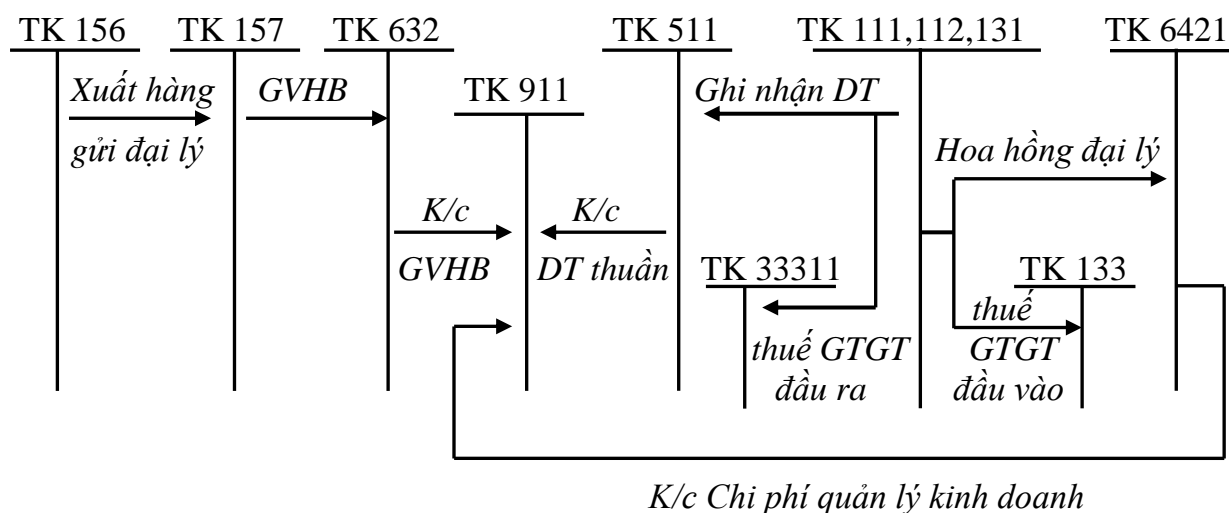 TK 156
TK 157
TK 632
TK 511
TK 111,112,131
TK 6421
Xuất hàng
gửi đại lý
GVHB
TK 911
Ghi nhận DT
Hoa hồng đại lý
K/c
GVHB
K/c
DT thuần
TK 33311
TK 133
thuế GTGT
đầu ra
thuế
GTGT
đầu vào
K/c Chi phí quản lý kinh doanh